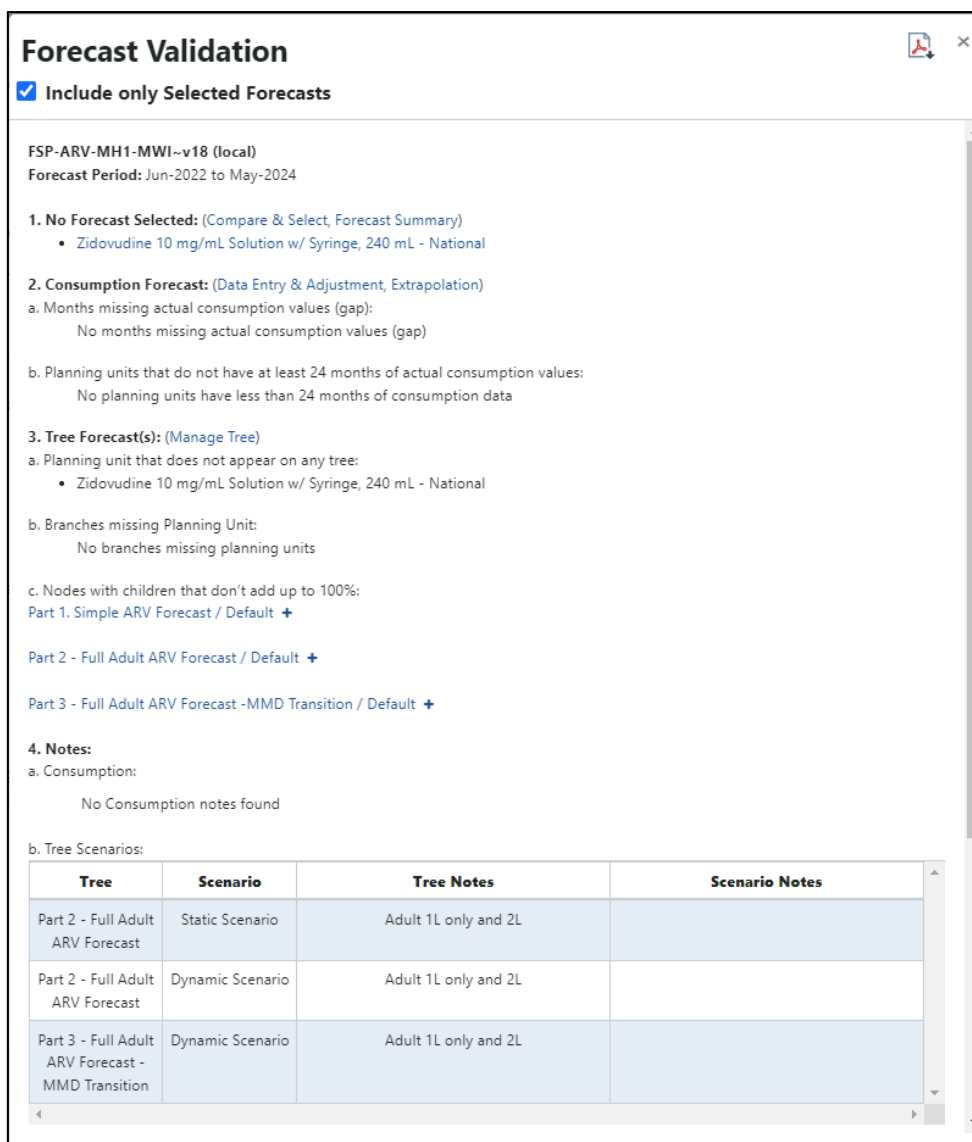 Forecast Validation
×
Include only Selected Forecasts
FSP-ARV-MH1-MWI~v18 (local)
Forecast Period: Jun-2022 to May-2024
1. No Forecast Selected: (Compare & Select, Forecast Summary)
• Zidovudine 10 mg/mL Solution w/ Syringe, 240 mL - National
2. Consumption Forecast: (Data Entry & Adjustment, Extrapolation)
a. Months missing actual consumption values (gap):
No months missing actual consumption values (gap)
b. Planning units that do not have at least 24 months of actual consumption values:
No planning units have less than 24 months of consumption data
3. Tree Forecast(s): (Manage Tree)
a. Planning unit that does not appear on any tree:
• Zidovudine 10 mg/mL Solution w/ Syringe, 240 mL - National
b. Branches missing Planning Unit:
No branches missing planning units
c. Nodes with children that don't add up to 100%:
Part 1. Simple ARV Forecast / Default +
Part 2 - Full Adult ARV Forecast / Default +
Part 3 - Full Adult ARV Forecast -MMD Transition / Default +
4. Notes:
a. Consumption:
No Consumption notes found
b. Tree Scenarios:
Tree Scenario Tree Notes Scenario Notes
Part 2 - Full Adult Static Scenario Adult 1L only and 2L
ARV Forecast
Part 2 - Full Adult Dynamic Scenario Adult 1L only and 2L
ARV Forecast
Part 3 - Full Adult Dynamic Scenario Adult 1L only and 2L
ARV Forecast -
MMD Transition